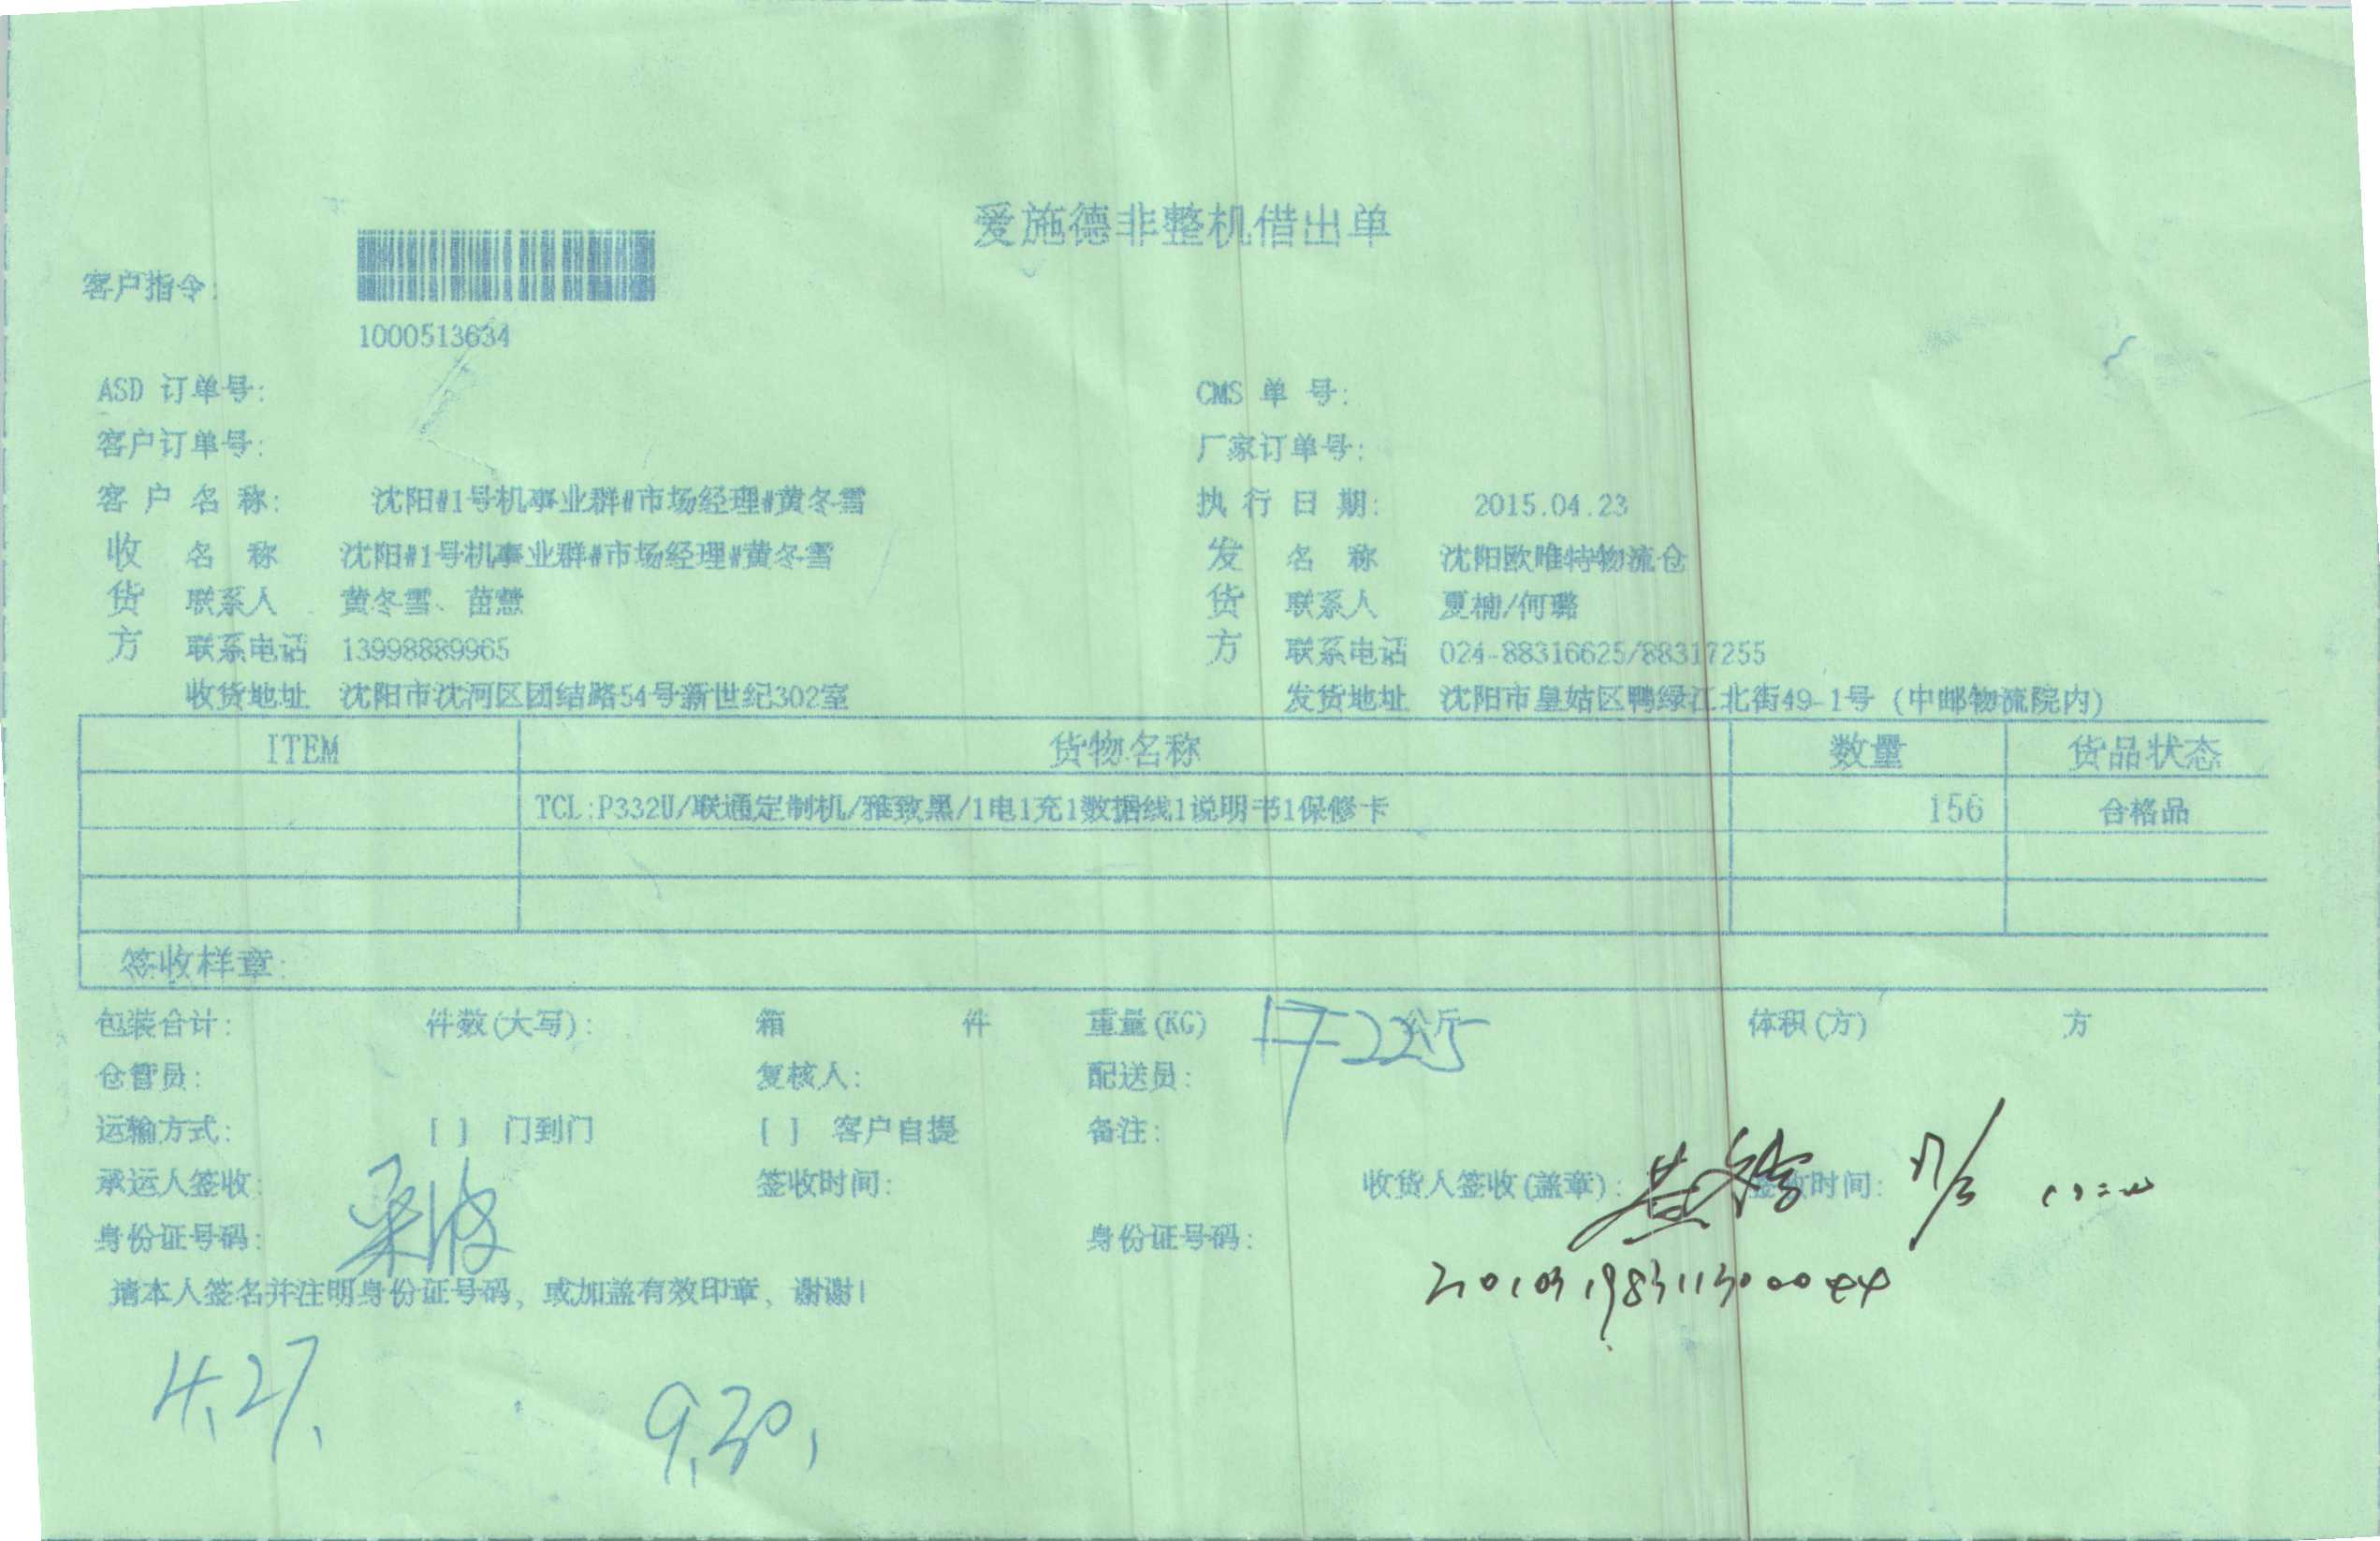 爱施德非整机借出单
客户指令:
1000513634
ASD 订单号:
CMS 单 号:
客户订单号:
厂家订单号:
客 户 名 称: 沈阳#1号机事业群#市场经理#黄冬雪
执 行 日 期: 2015.04.23
收货方 名 称 沈阳#1号机事业群#市场经理#黄冬雪
发货方 名 称 沈阳欧唯特物流仓
联系人 黄冬雪、苗慧
联系人 夏楠/何璐
联系电话 13998889965
联系电话 024-88316625/88317255
收货地址 沈阳市沈河区团结路54号新世纪302室
发货地址 沈阳市皇姑区鸭绿江北街49-1号 (中邮物流院内)
ITEM 货物名称 数量 货品状态
TCL:P332U/联通定制机/雅致黑/1电1充1数据线1说明书1保修卡 156 合格品
签收样章:
包装合计: 件数(大写): 箱 件 重量(KG) 公斤 体积(方) 方
仓管员: 复核人: 配送员:
运输方式: [ ] 门到门 [ ] 客户自提 备注:
承运人签收: 签收时间: 收货人签收(盖章): 黄冬雪 签收时间:
身份证号码: 身份证号码:
请本人签名并注明身份证号码, 或加盖有效印章、谢谢!
4.27.
9.30.